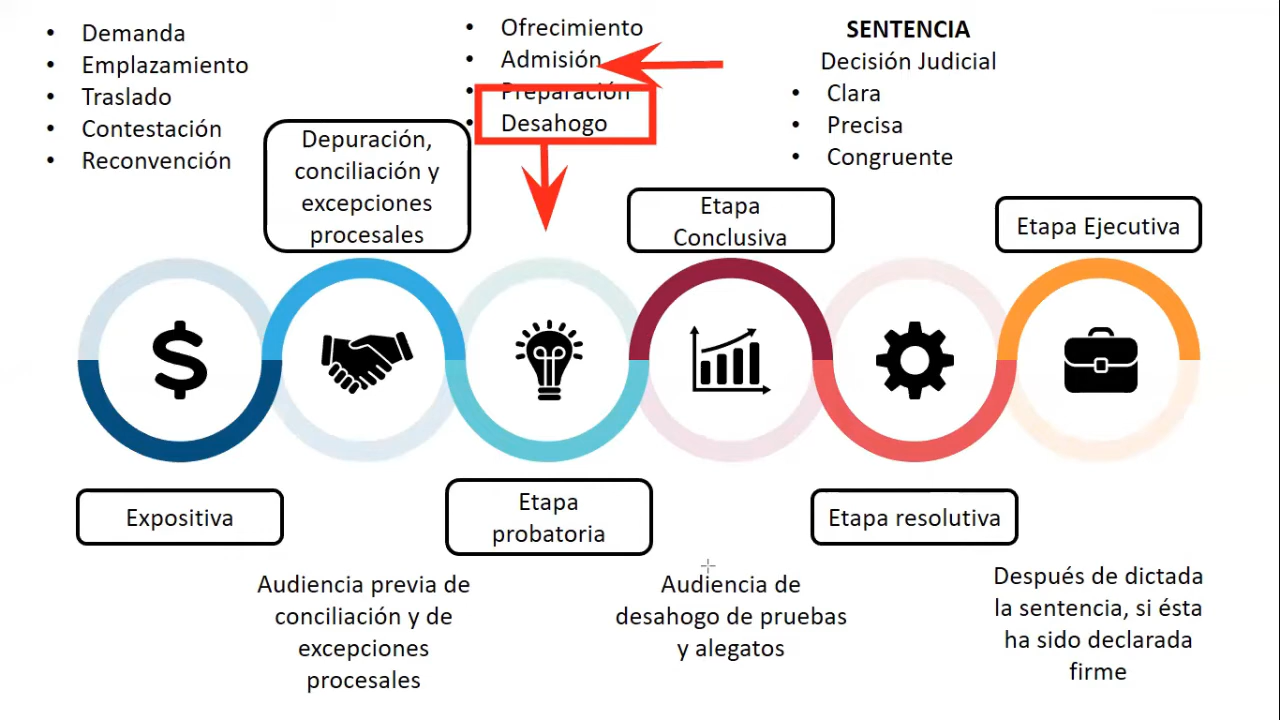 Demanda
Emplazamiento
Traslado
Contestación
Reconvención
Depuración,
conciliación y
excepciones
procesales
Ofrecimiento
Admisión
Preparación
Desahogo
Etapa
Conclusiva
SENTENCIA
Decisión Judicial
Clara
Precisa
Congruente
Etapa Ejecutiva
Expositiva
Audiencia previa de
conciliación y de
excepciones
procesales
Etapa
probatoria
Audiencia de
desahogo de pruebas
y alegatos
Etapa resolutiva
Después de dictada
la sentencia, si ésta
ha sido declarada
firme